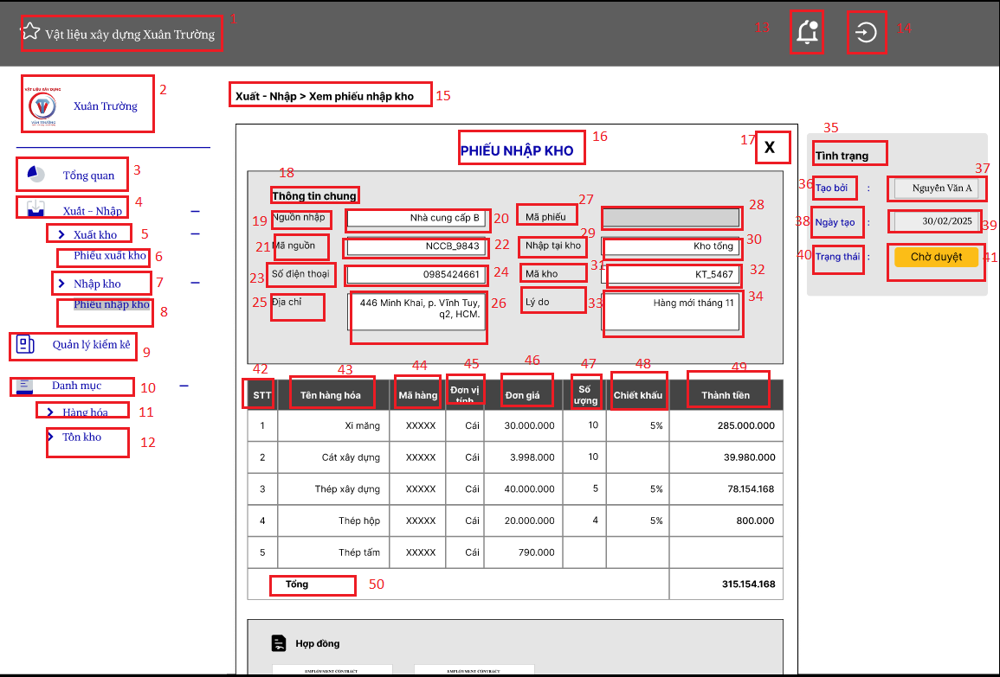 Vật liệu xây dựng Xuân Trường 1
13
14
VẬT LIỆU XÂY DỰNG
VĂN TRƯỜNG
Xuân Trường
2
Tổng quan 3
Xuất – Nhập 4
Xuất kho 5
Phiếu xuất kho 6
Nhập kho 7
Phiếu nhập kho 8
Quản lý kiểm kê 9
Danh mục 10
Hàng hóa 11
Tồn kho 12
Xuất - Nhập > Xem phiếu nhập kho 15
PHIẾU NHẬP KHO 16
17 X
18
Thông tin chung
19 Nguồn nhập Nhà cung cấp B 20 Mã phiếu 27 28
21 Mã nguồn NCCB_9843 22 Nhập tại kho 29 Kho tổng 30
23 Số điện thoại 0985424661 24 Mã kho 31 KT_5467 32
25 Địa chỉ 446 Minh Khai, p. Vĩnh Tuy, 26 Lý do 33 Hàng mới tháng 11 34
q2, HCM.
35
Tình trạng
36 Tạo bởi : Nguyễn Văn A 37
38 Ngày tạo : 30/02/2025 39
40 Trạng thái : Chờ duyệt 41
42 43 44 45 46 47 48 49
STT Tên hàng hóa Mã hàng Đơn vị tính Đơn giá Số lượng Chiết khấu Thành tiền
1 Xi măng XXXXX Cái 30.000.000 10 5% 285.000.000
2 Cát xây dựng XXXXX Cái 3.998.000 10 39.980.000
3 Thép xây dựng XXXXX Cái 40.000.000 5 5% 78.154.168
4 Thép hộp XXXXX Cái 20.000.000 4 5% 800.000
5 Thép tấm XXXXX Cái 790.000
Tổng 50 315.154.168
Hợp đồng
EMPLOYMENT CONTRACT EMPLOYMENT CONTRACT